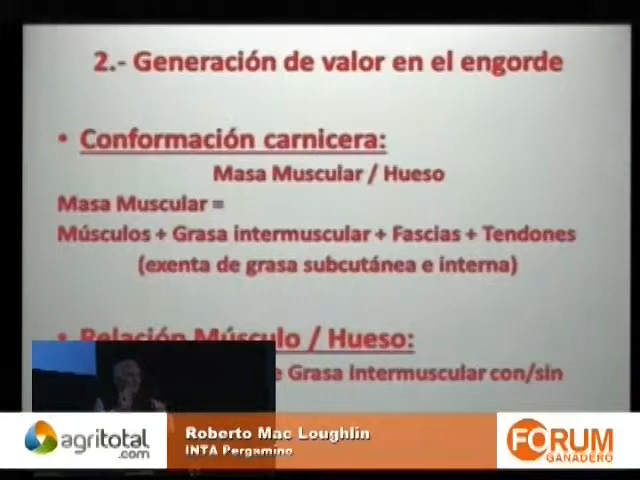 2.- Generación de valor en el engorde
• Conformación carnicera:
Masa Muscular / Hueso
Masa Muscular =
Músculos + Grasa intermuscular + Fascias + Tendones
(exenta de grasa subcutánea e interna)
• Relación Músculo / Hueso:
Grasa intermuscular con/sin
agritotal
.com
Roberto Mac Loughlin
INTA Pergamino
FORUM
GANADERO